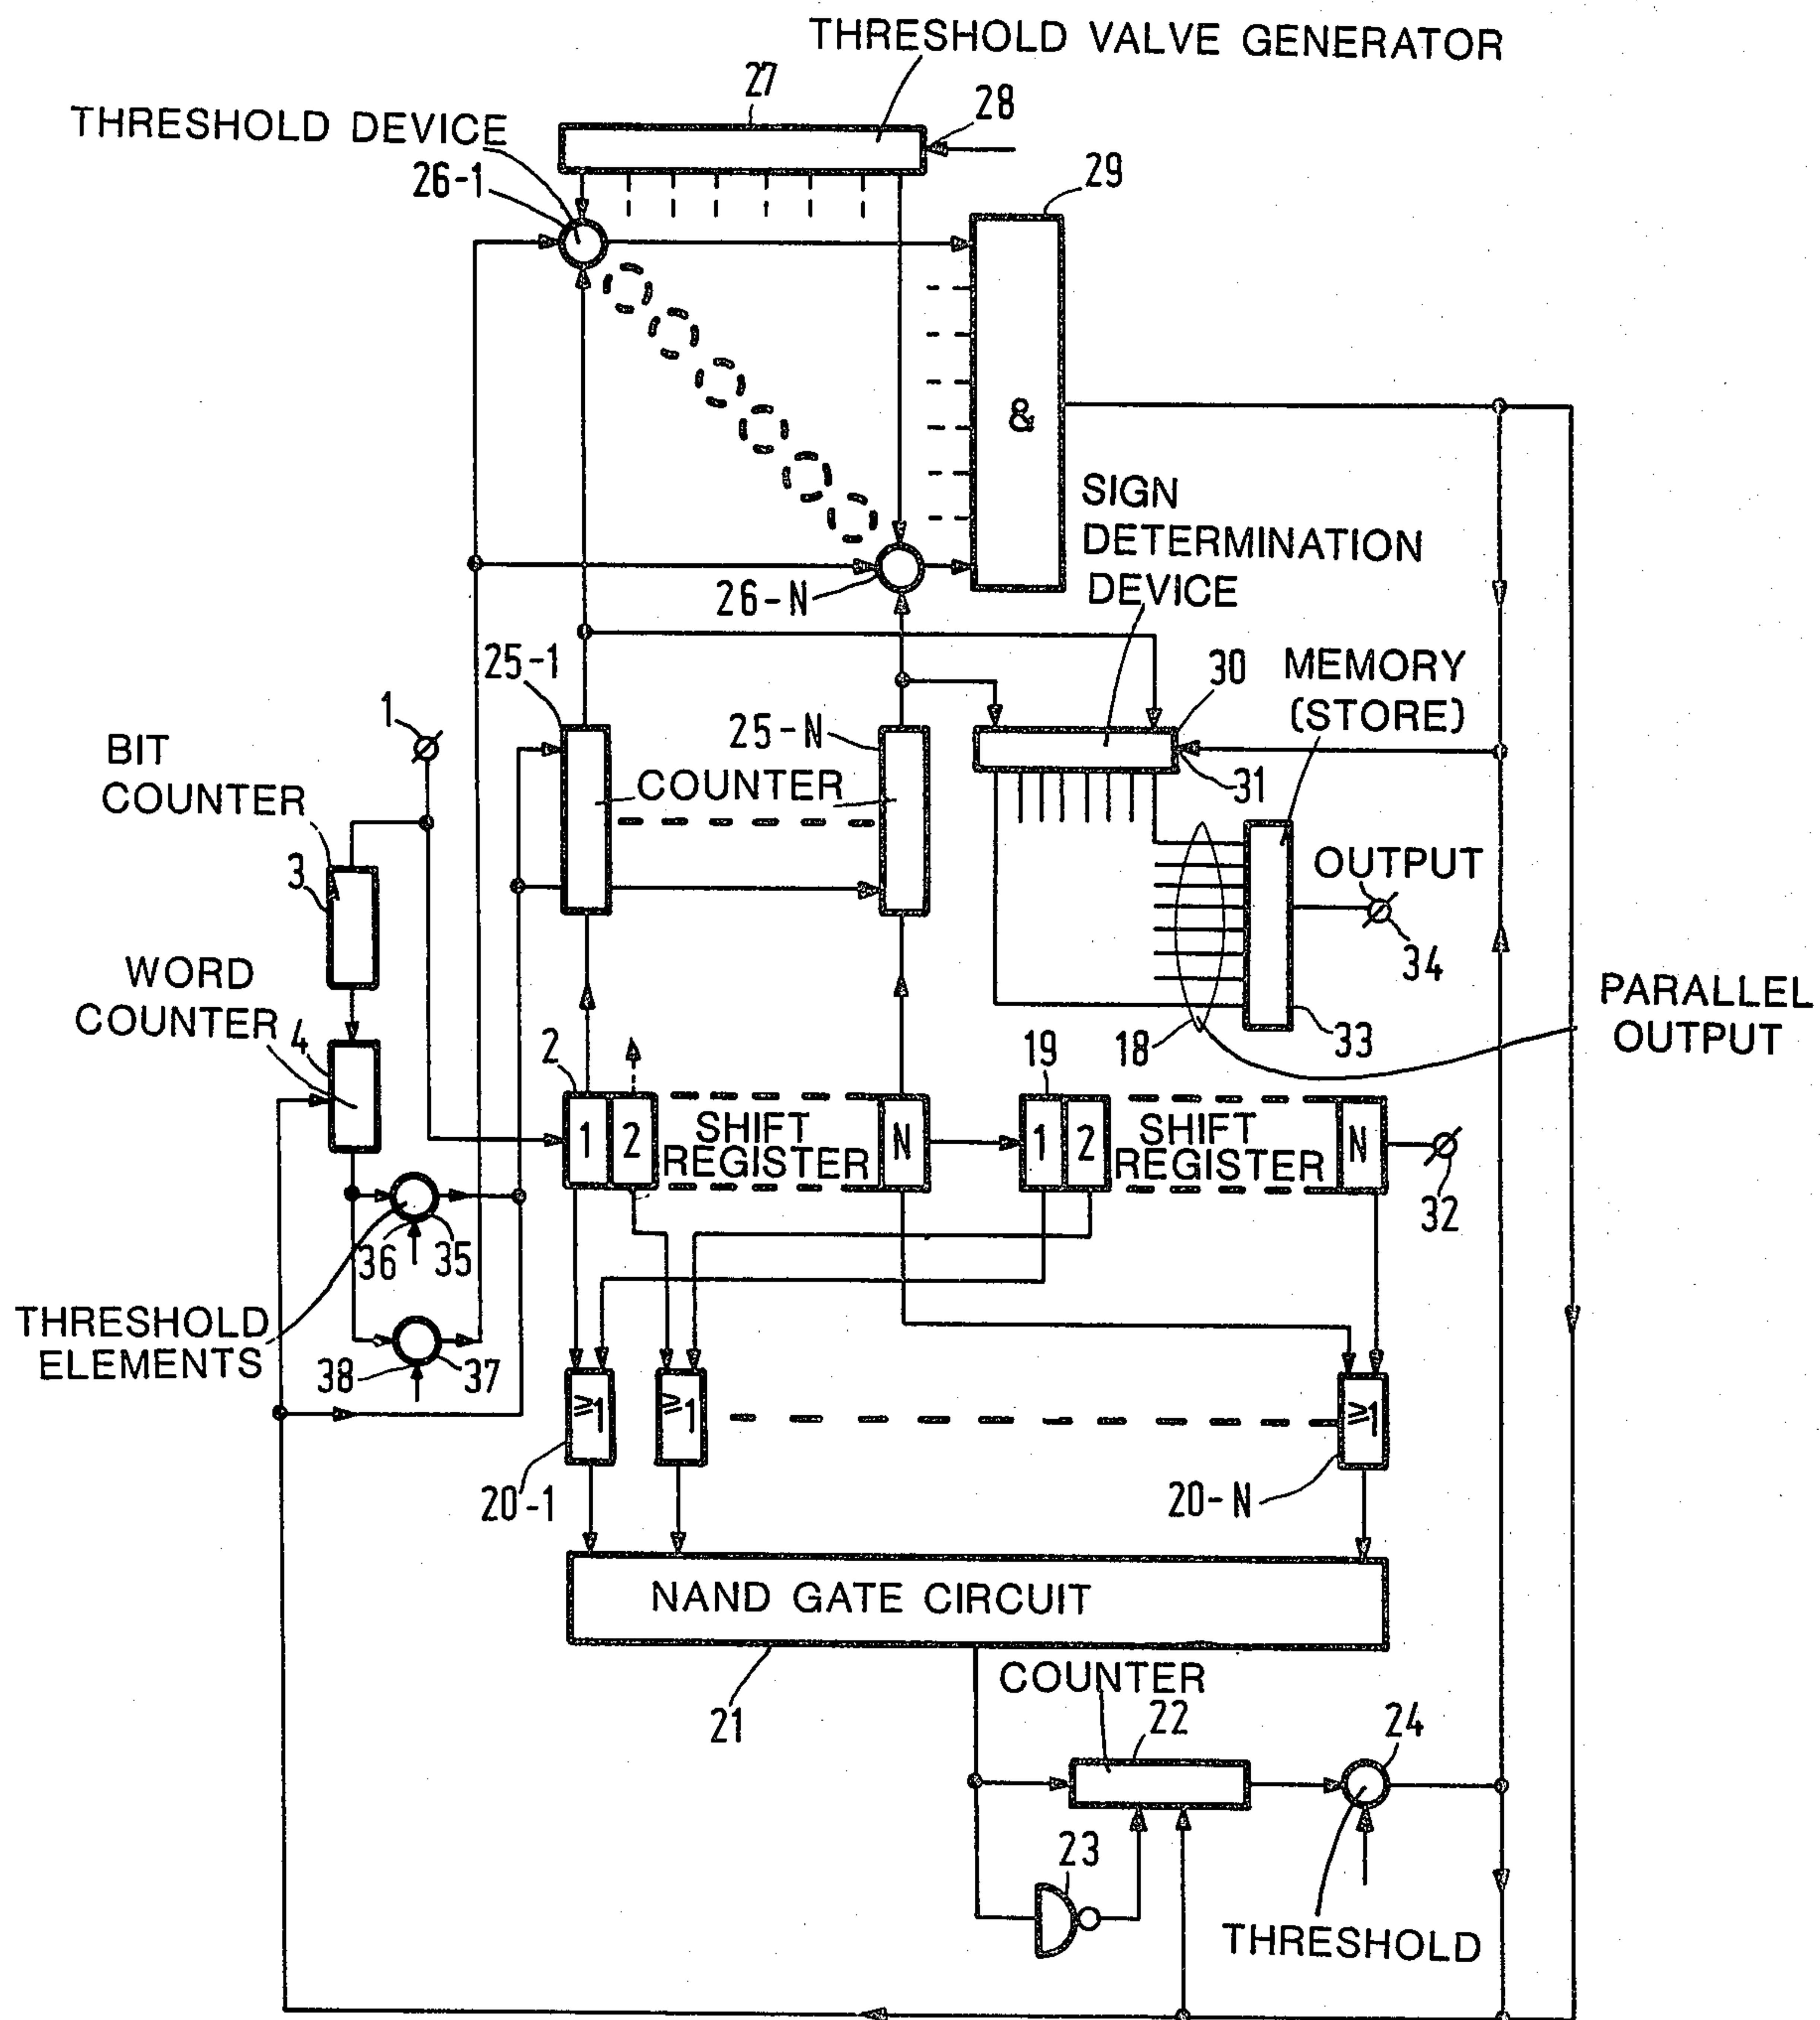 THRESHOLD VALVE GENERATOR
27
28
THRESHOLD DEVICE
26-1
29
&
SIGN
DETERMINATION
DEVICE
26-N
25-1
30
MEMORY
(STORE)
1
25-N
BIT
COUNTER
COUNTER
31
3
OUTPUT
34
WORD
COUNTER
4
18
33
PARALLEL
OUTPUT
2
19
1 2 SHIFT REGISTER N
1 2 SHIFT REGISTER N
32
36
35
THRESHOLD
ELEMENTS
38
37
≥1
≥1
≥1
20-1
20-N
NAND GATE CIRCUIT
21
COUNTER
22
24
23
THRESHOLD